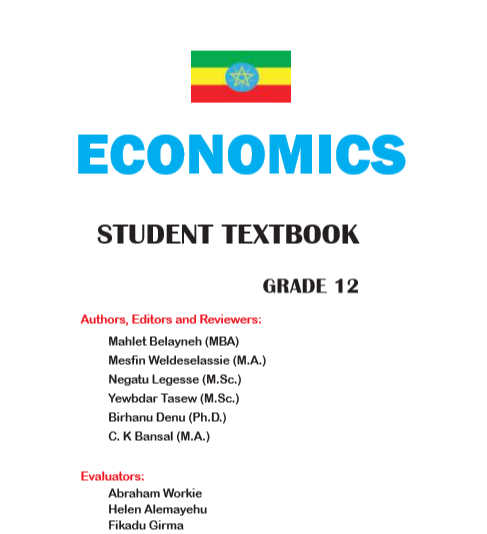 ECONOMICS
STUDENT TEXTBOOK
GRADE 12
Authors, Editors and Reviewers:
Mahlet Belayneh (MBA)
Mesfin Weldeselassie (M.A.)
Negatu Legesse (M.Sc.)
Yewbdar Tasew (M.Sc.)
Birhanu Denu (Ph.D.)
C. K Bansal (M.A.)
Evaluators:
Abraham Workie
Helen Alemayehu
Fikadu Girma